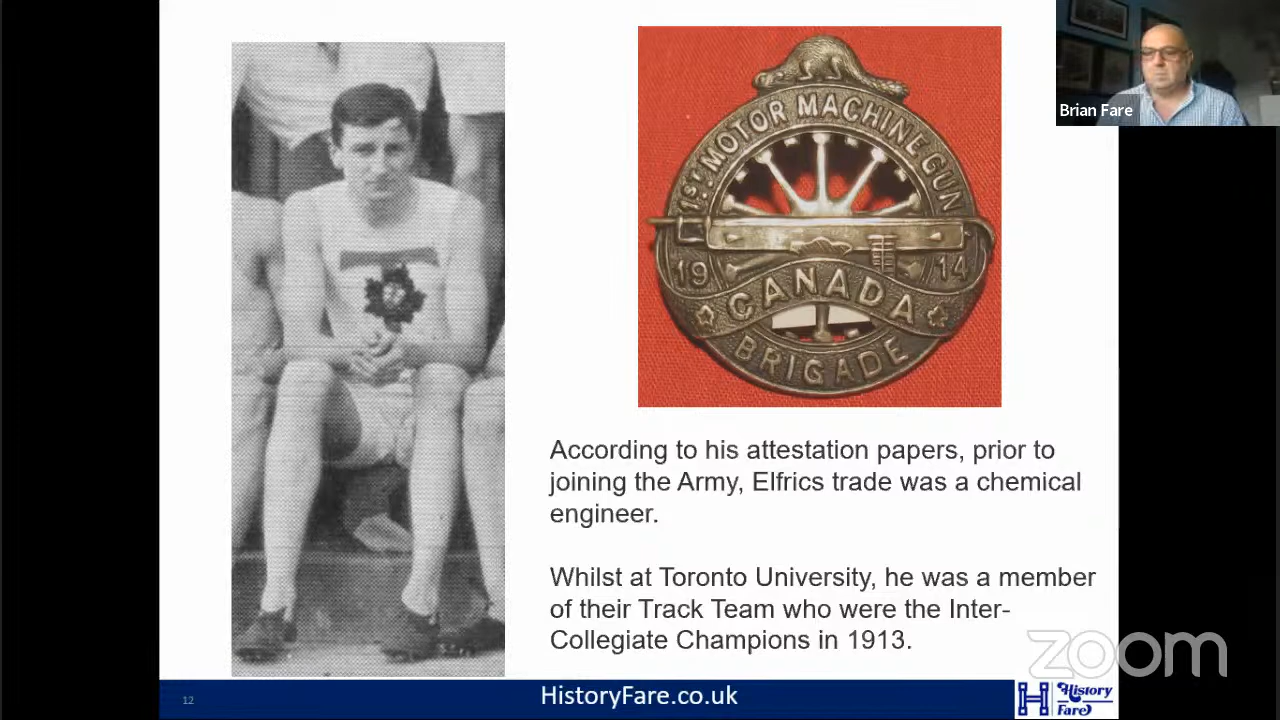 Brian Fare
1ST MOTOR MACHINE GUN
19 14
CANADA
BRIGADE
According to his attestation papers, prior to
joining the Army, Elfrics trade was a chemical
engineer.
Whilst at Toronto University, he was a member
of their Track Team who were the Inter-
Collegiate Champions in 1913.
zoom
12
HistoryFare.co.uk
H
History
Fare